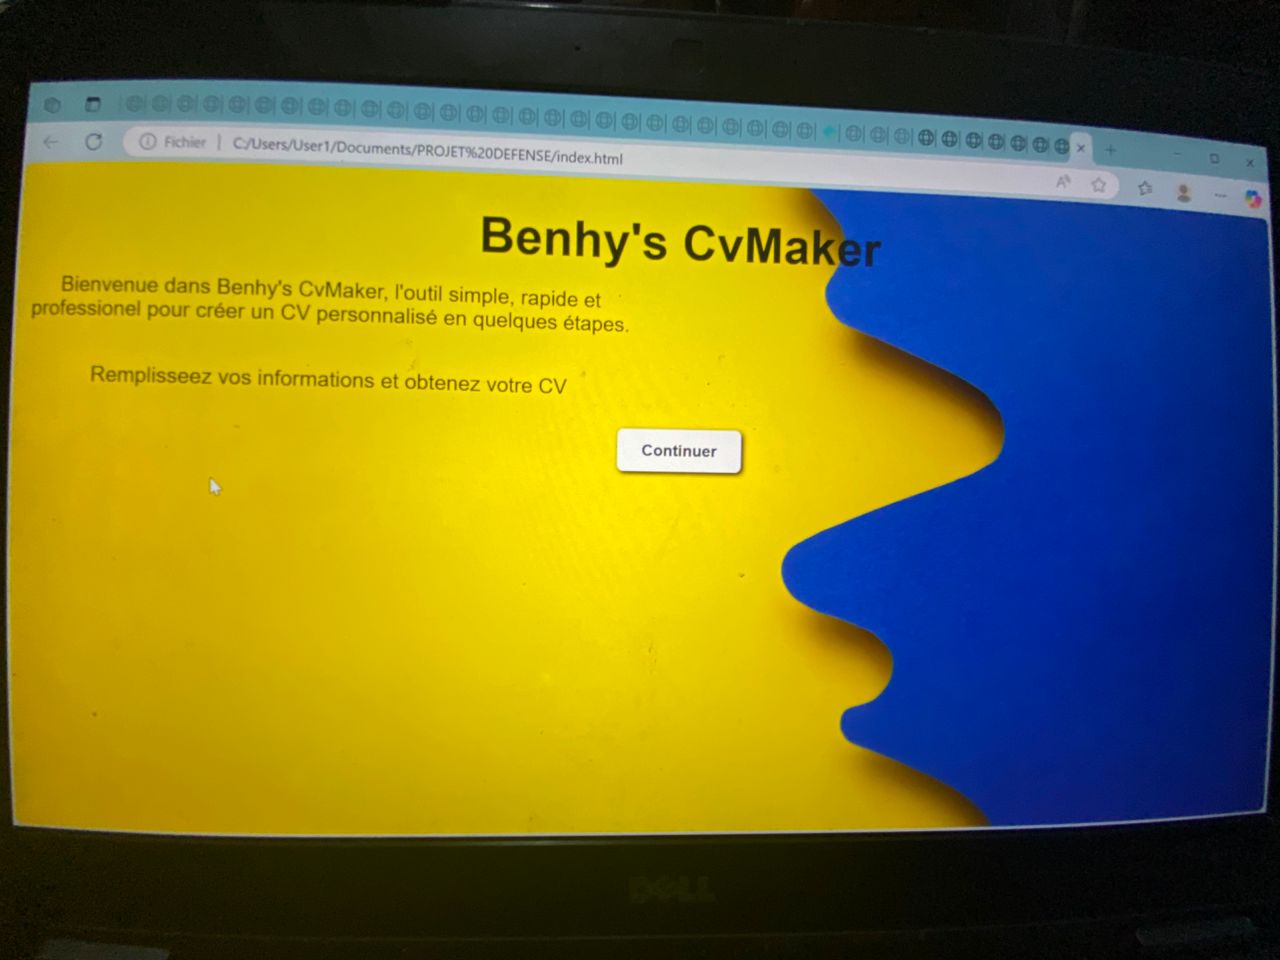 Fichier | C:/Users/User1/Documents/PROJET%20DEFENSE/index.html
Benhy's CvMaker
Bienvenue dans Benhy's CvMaker, l'outil simple, rapide et
professionel pour créer un CV personnalisé en quelques étapes.
Remplisseez vos informations et obtenez votre CV
Continuer
DELL